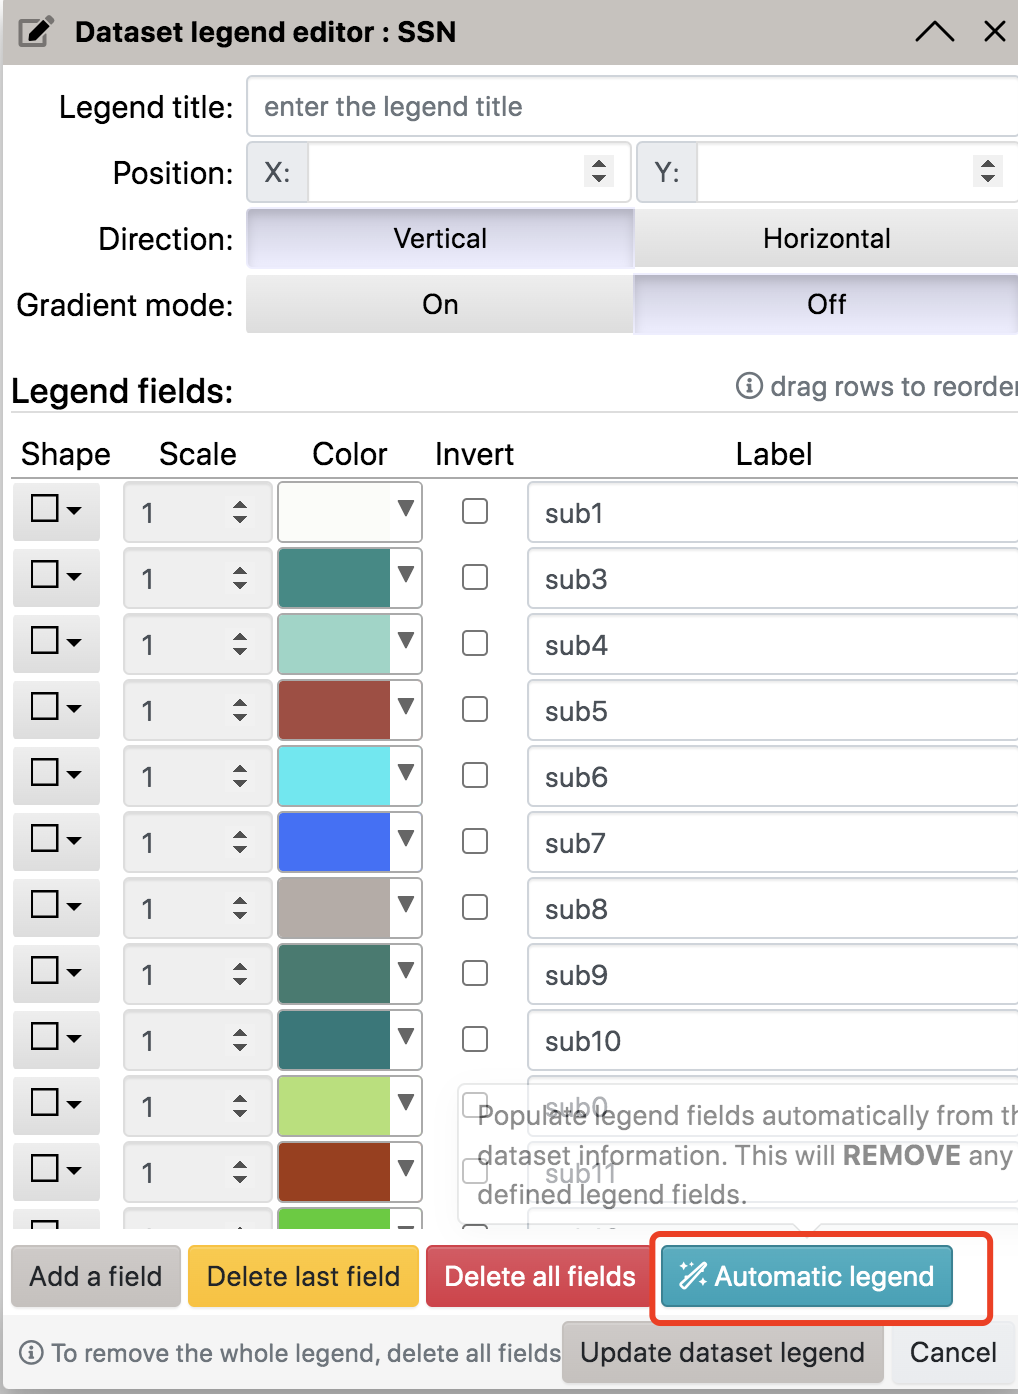 Dataset legend editor : SSN
Legend title: enter the legend title
Position: X: Y:
Direction: Vertical Horizontal
Gradient mode: On Off
Legend fields: drag rows to reorder
Shape Scale Color Invert Label
1 sub1
1 sub3
1 sub4
1 sub5
1 sub6
1 sub7
1 sub8
1 sub9
1 sub10
1 sub0
Populate legend fields automatically from th
dataset information. This will REMOVE any
1 sub11
defined legend fields.
Add a field Delete last field Delete all fields Automatic legend
To remove the whole legend, delete all fields Update dataset legend Cancel